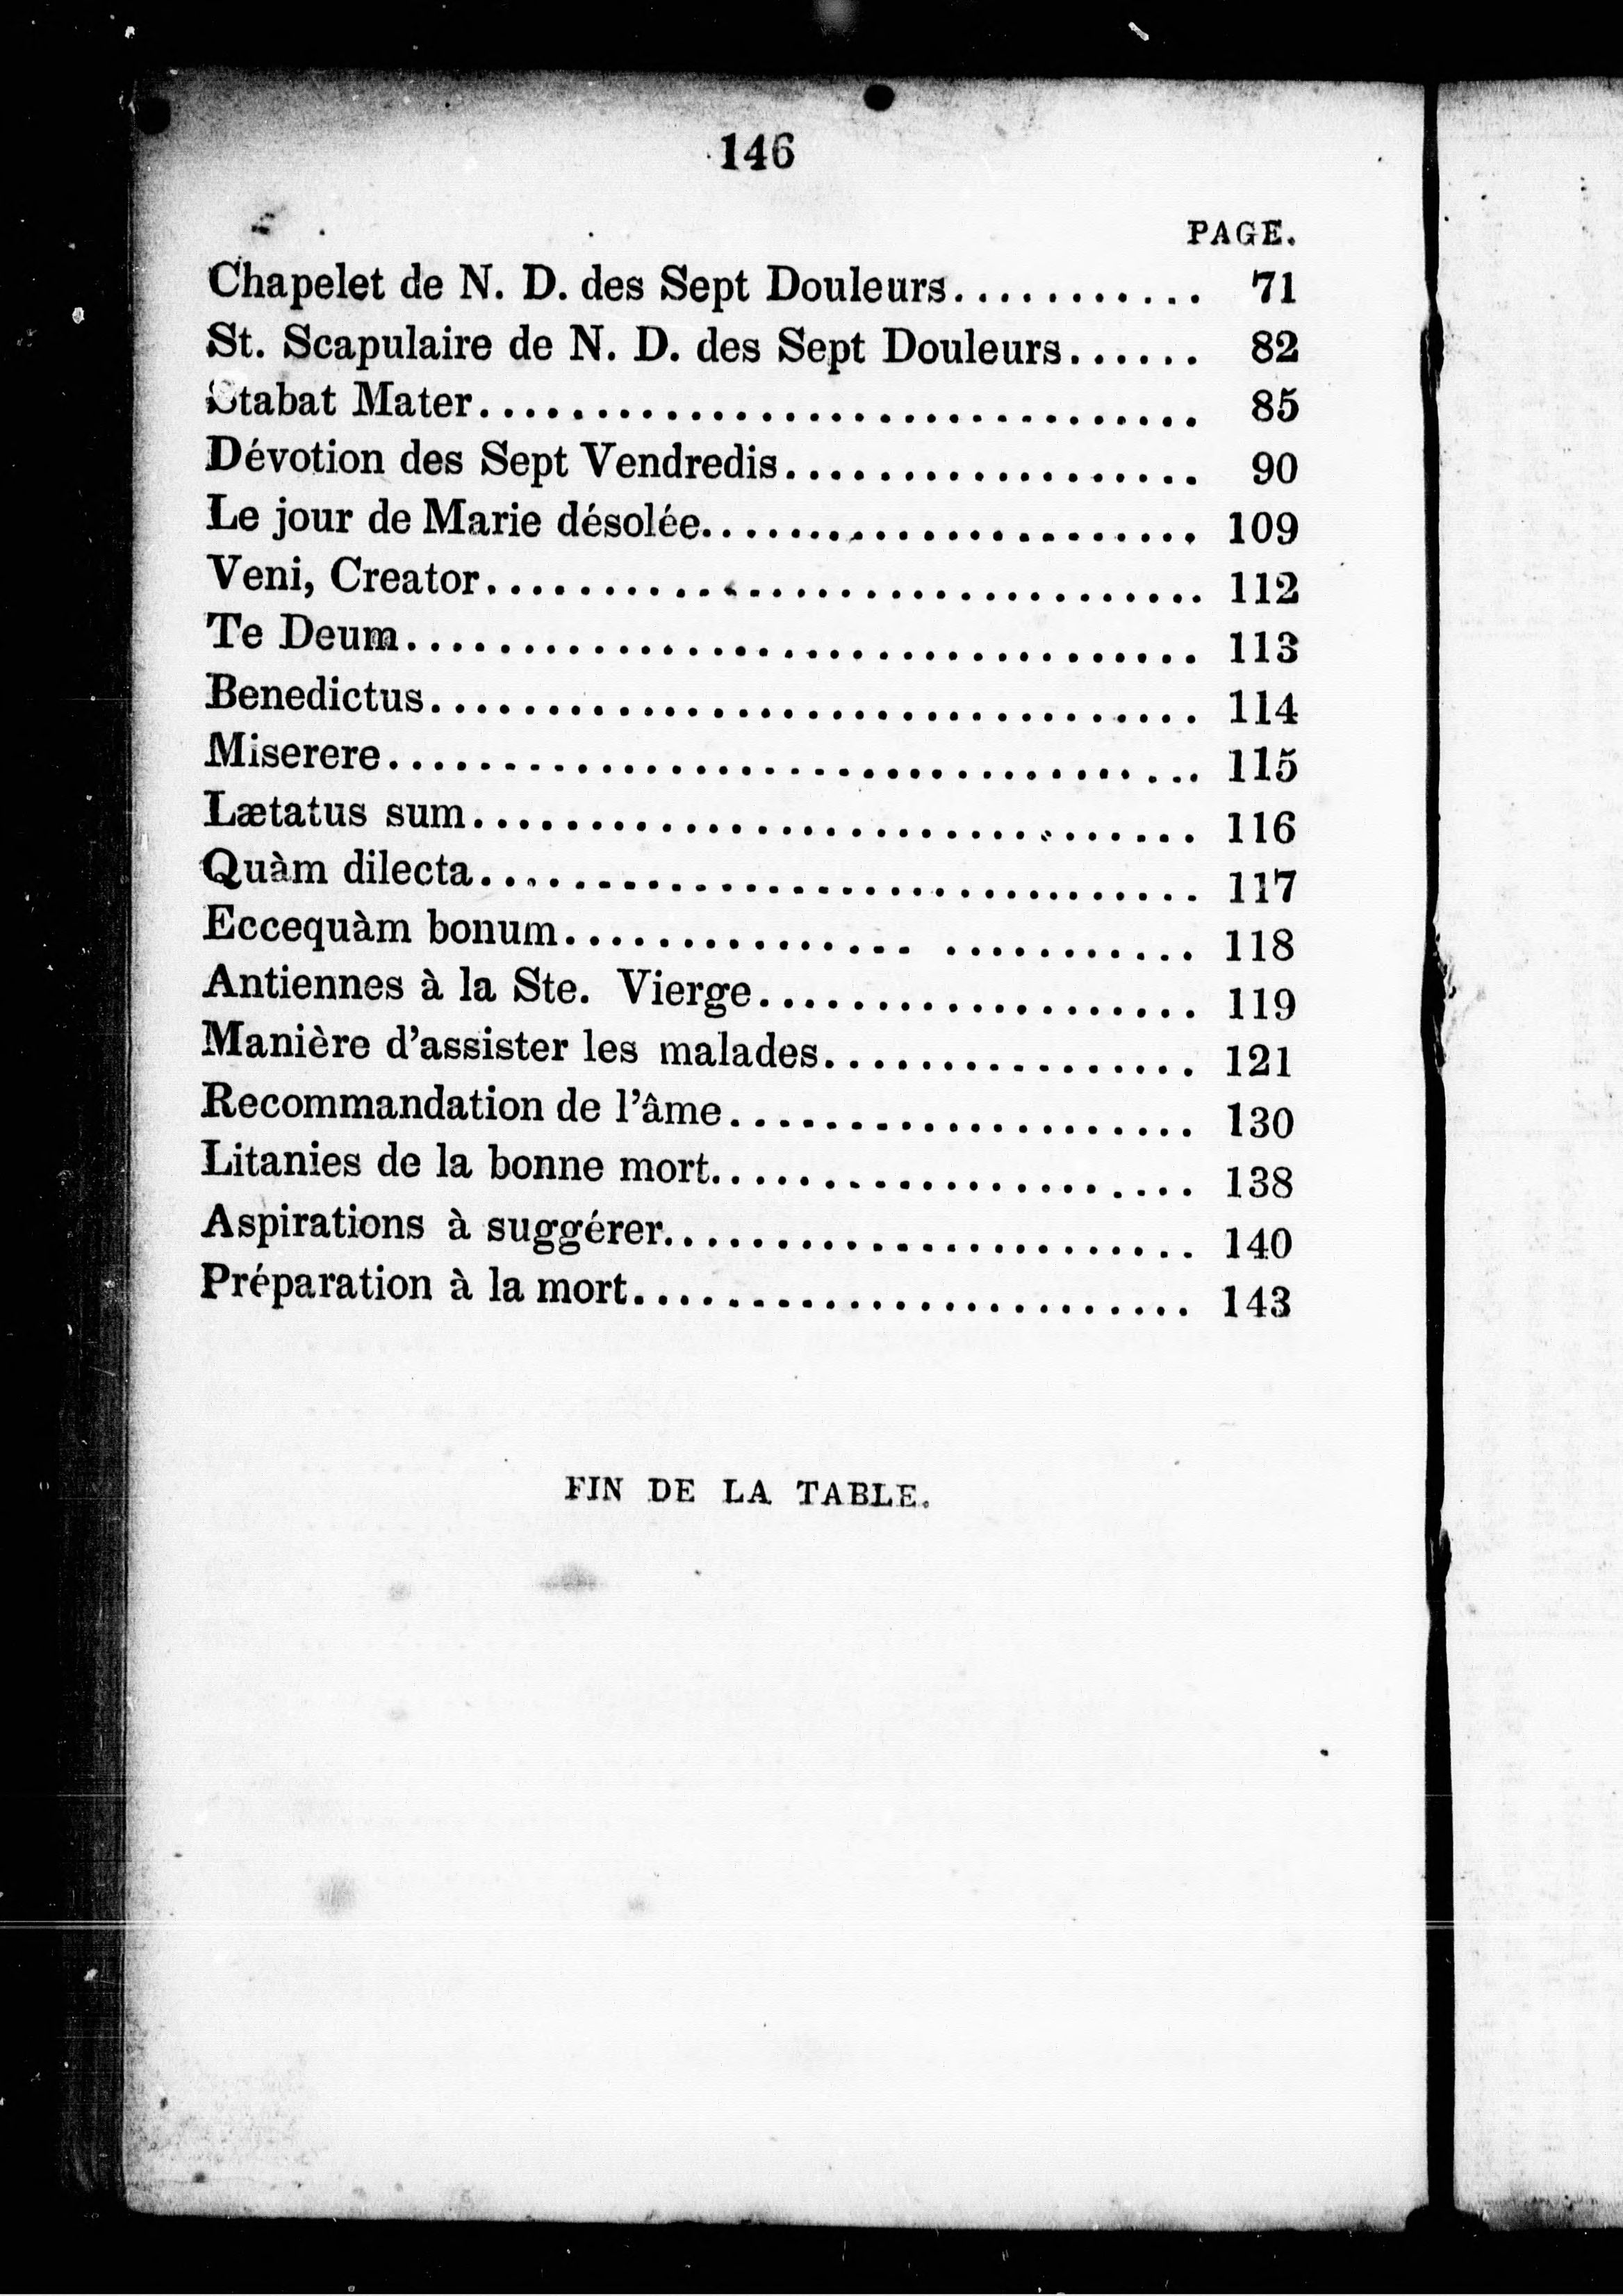 146
PAGE.
Chapelet de N. D. des Sept Douleurs........... 71
St. Scapulaire de N. D. des Sept Douleurs...... 82
Stabat Mater............................... 85
Dévotion des Sept Vendredis.................. 90
Le jour de Marie désolée..................... 109
Veni, Creator............................... 112
Te Deum.................................. 113
Benedictus................................. 114
Miserere................................... 115
Lætatus sum............................... 116
Quàm dilecta............................... 117
Eccequàm bonum............... ........... 118
Antiennes à la Ste. Vierge................... 119
Manière d'assister les malades................ 121
Recommandation de l'âme.................... 130
Litanies de la bonne mort..................... 138
Aspirations à suggérer....................... 140
Préparation à la mort........................ 143
FIN DE LA TABLE.